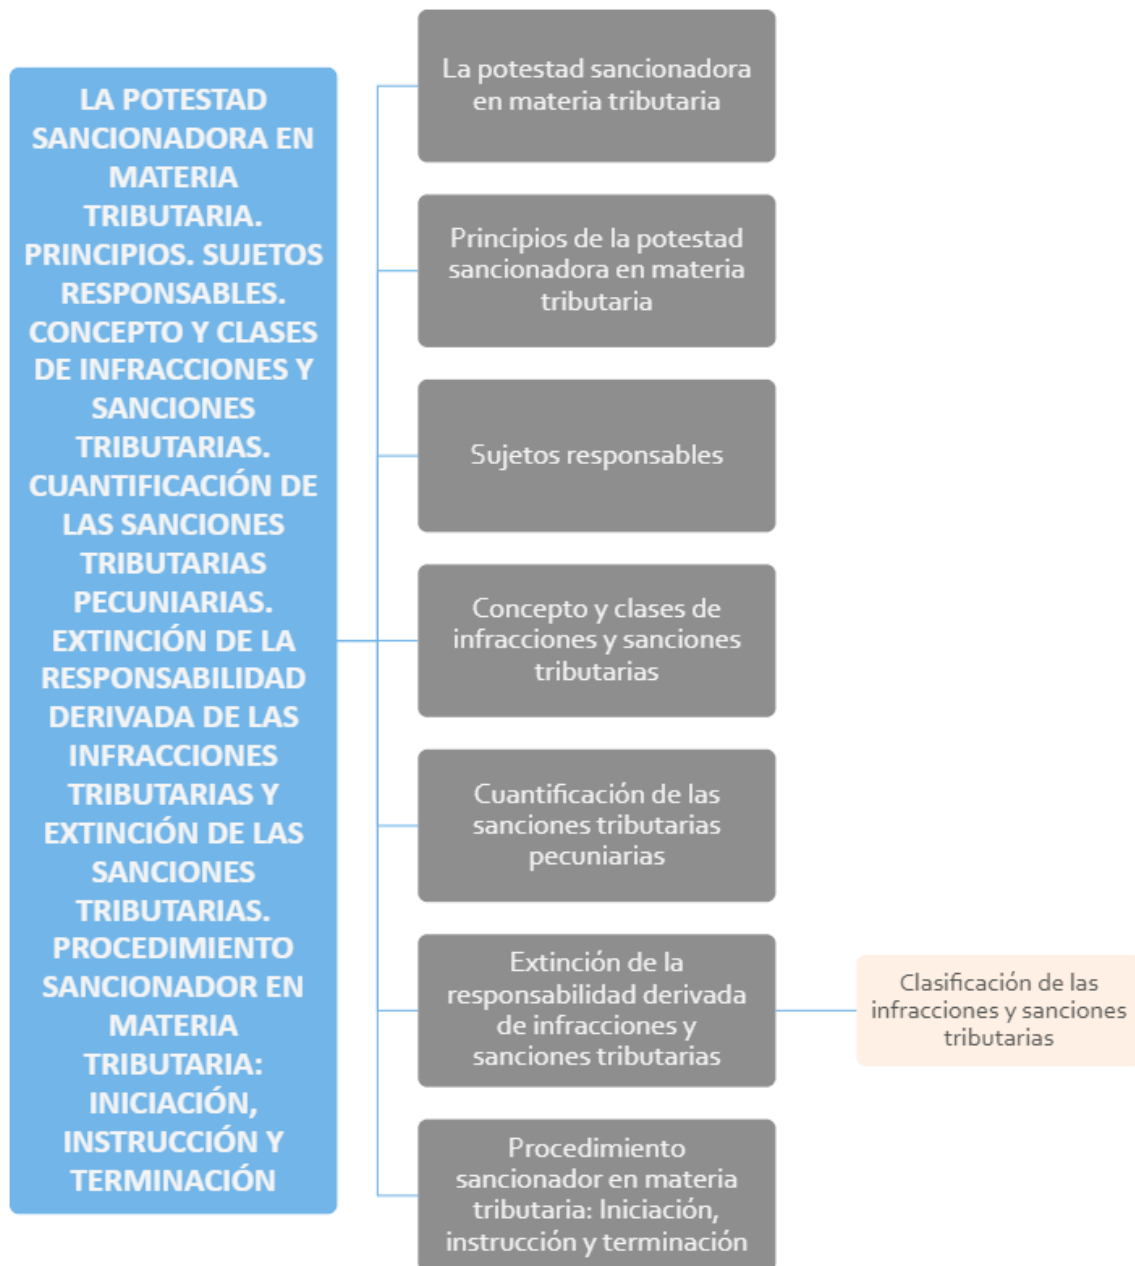 LA POTESTAD
SANCIONADORA EN
MATERIA
TRIBUTARIA.
PRINCIPIOS. SUJETOS
RESPONSABLES.
CONCEPTO Y CLASES
DE INFRACCIONES Y
SANCIONES
TRIBUTARIAS.
CUANTIFICACIÓN DE
LAS SANCIONES
TRIBUTARIAS
PECUNIARIAS.
EXTINCIÓN DE LA
RESPONSABILIDAD
DERIVADA DE LAS
INFRACCIONES
TRIBUTARIAS Y
EXTINCIÓN DE LAS
SANCIONES
TRIBUTARIAS.
PROCEDIMIENTO
SANCIONADOR EN
MATERIA
TRIBUTARIA:
INICIACIÓN,
INSTRUCCIÓN Y
TERMINACIÓN
La potestad sancionadora
en materia tributaria
Principios de la potestad
sancionadora en materia
tributaria
Sujetos responsables
Concepto y clases de
infracciones y sanciones
tributarias
Cuantificación de las
sanciones tributarias
pecuniarias
Extinción de la
responsabilidad derivada
de infracciones y
sanciones tributarias
Clasificación de las
infracciones y sanciones
tributarias
Procedimiento
sancionador en materia
tributaria: Iniciación,
instrucción y terminación